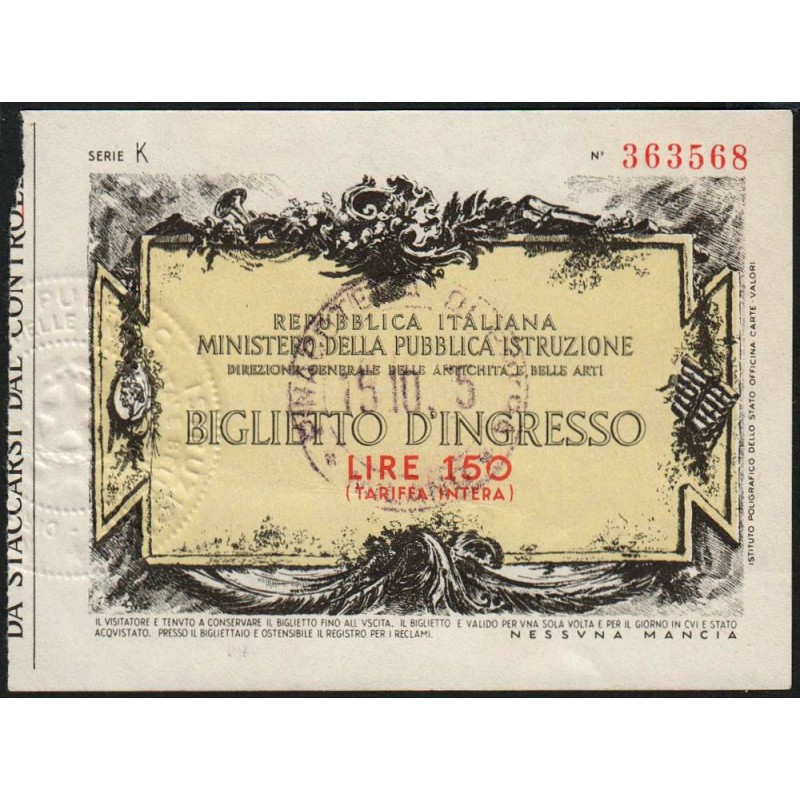 SERIE K
Nº 363568
REPUBBLICA ITALIANA
MINISTERO DELLA PUBBLICA ISTRUZIONE
DIREZIONE GENERALE DELLE ANTICHITÀ E BELLE ARTI
BIGLIETTO D'INGRESSO
LIRE 150
(TARIFFA INTERA)
IL VISITATORE E TENVTO A CONSERVARE IL BIGLIETTO FINO ALL VSCITA. IL BIGLIETTO E VALIDO PER VNA SOLA VOLTA E PER IL GIORNO IN CVI E STATO
ACQVISTATO. PRESSO IL BIGLIETTAIO E OSTENSIBILE IL REGISTRO PER I RECLAMI.
NESSVNA MANCIA
DA STACCARSI DAL
ISTITUTO POLIGRAFICO DELLO STATO OFFICINA CARTE VALORI